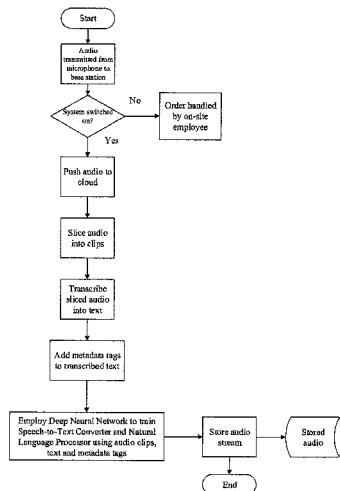 Start
Audio
transmitted from
microphone to
base station
System switched
on?
No
Order handled
by on-site
employee
Yes
Push audio to
cloud
Slice audio
into clips
Transcribe
sliced audio
into text
Add metadata tags
to transcribed text
Employ Deep Neural Network to train
Speech-to-Text Converter and Natural
Language Processor using audio clips,
text and metadata tags
Store audio
stream
Stored
audio
End